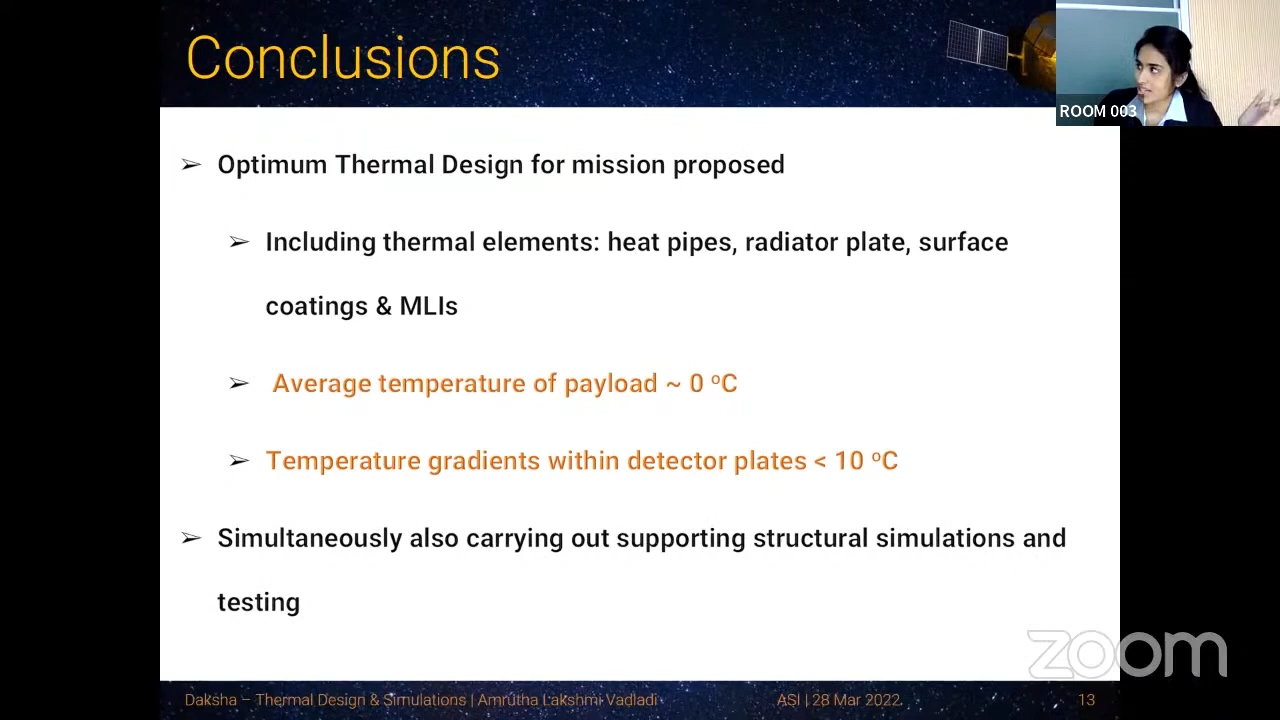 Conclusions
ROOM 003
➢ Optimum Thermal Design for mission proposed
➢ Including thermal elements: heat pipes, radiator plate, surface
coatings & MLIs
➢ Average temperature of payload ~ 0 ºC
➢ Temperature gradients within detector plates < 10 ºC
➢ Simultaneously also carrying out supporting structural simulations and
testing
zoom
Daksha – Thermal Design & Simulations | Amrutha Lakshmi Vadladi ASI | 28 Mar 2022 13